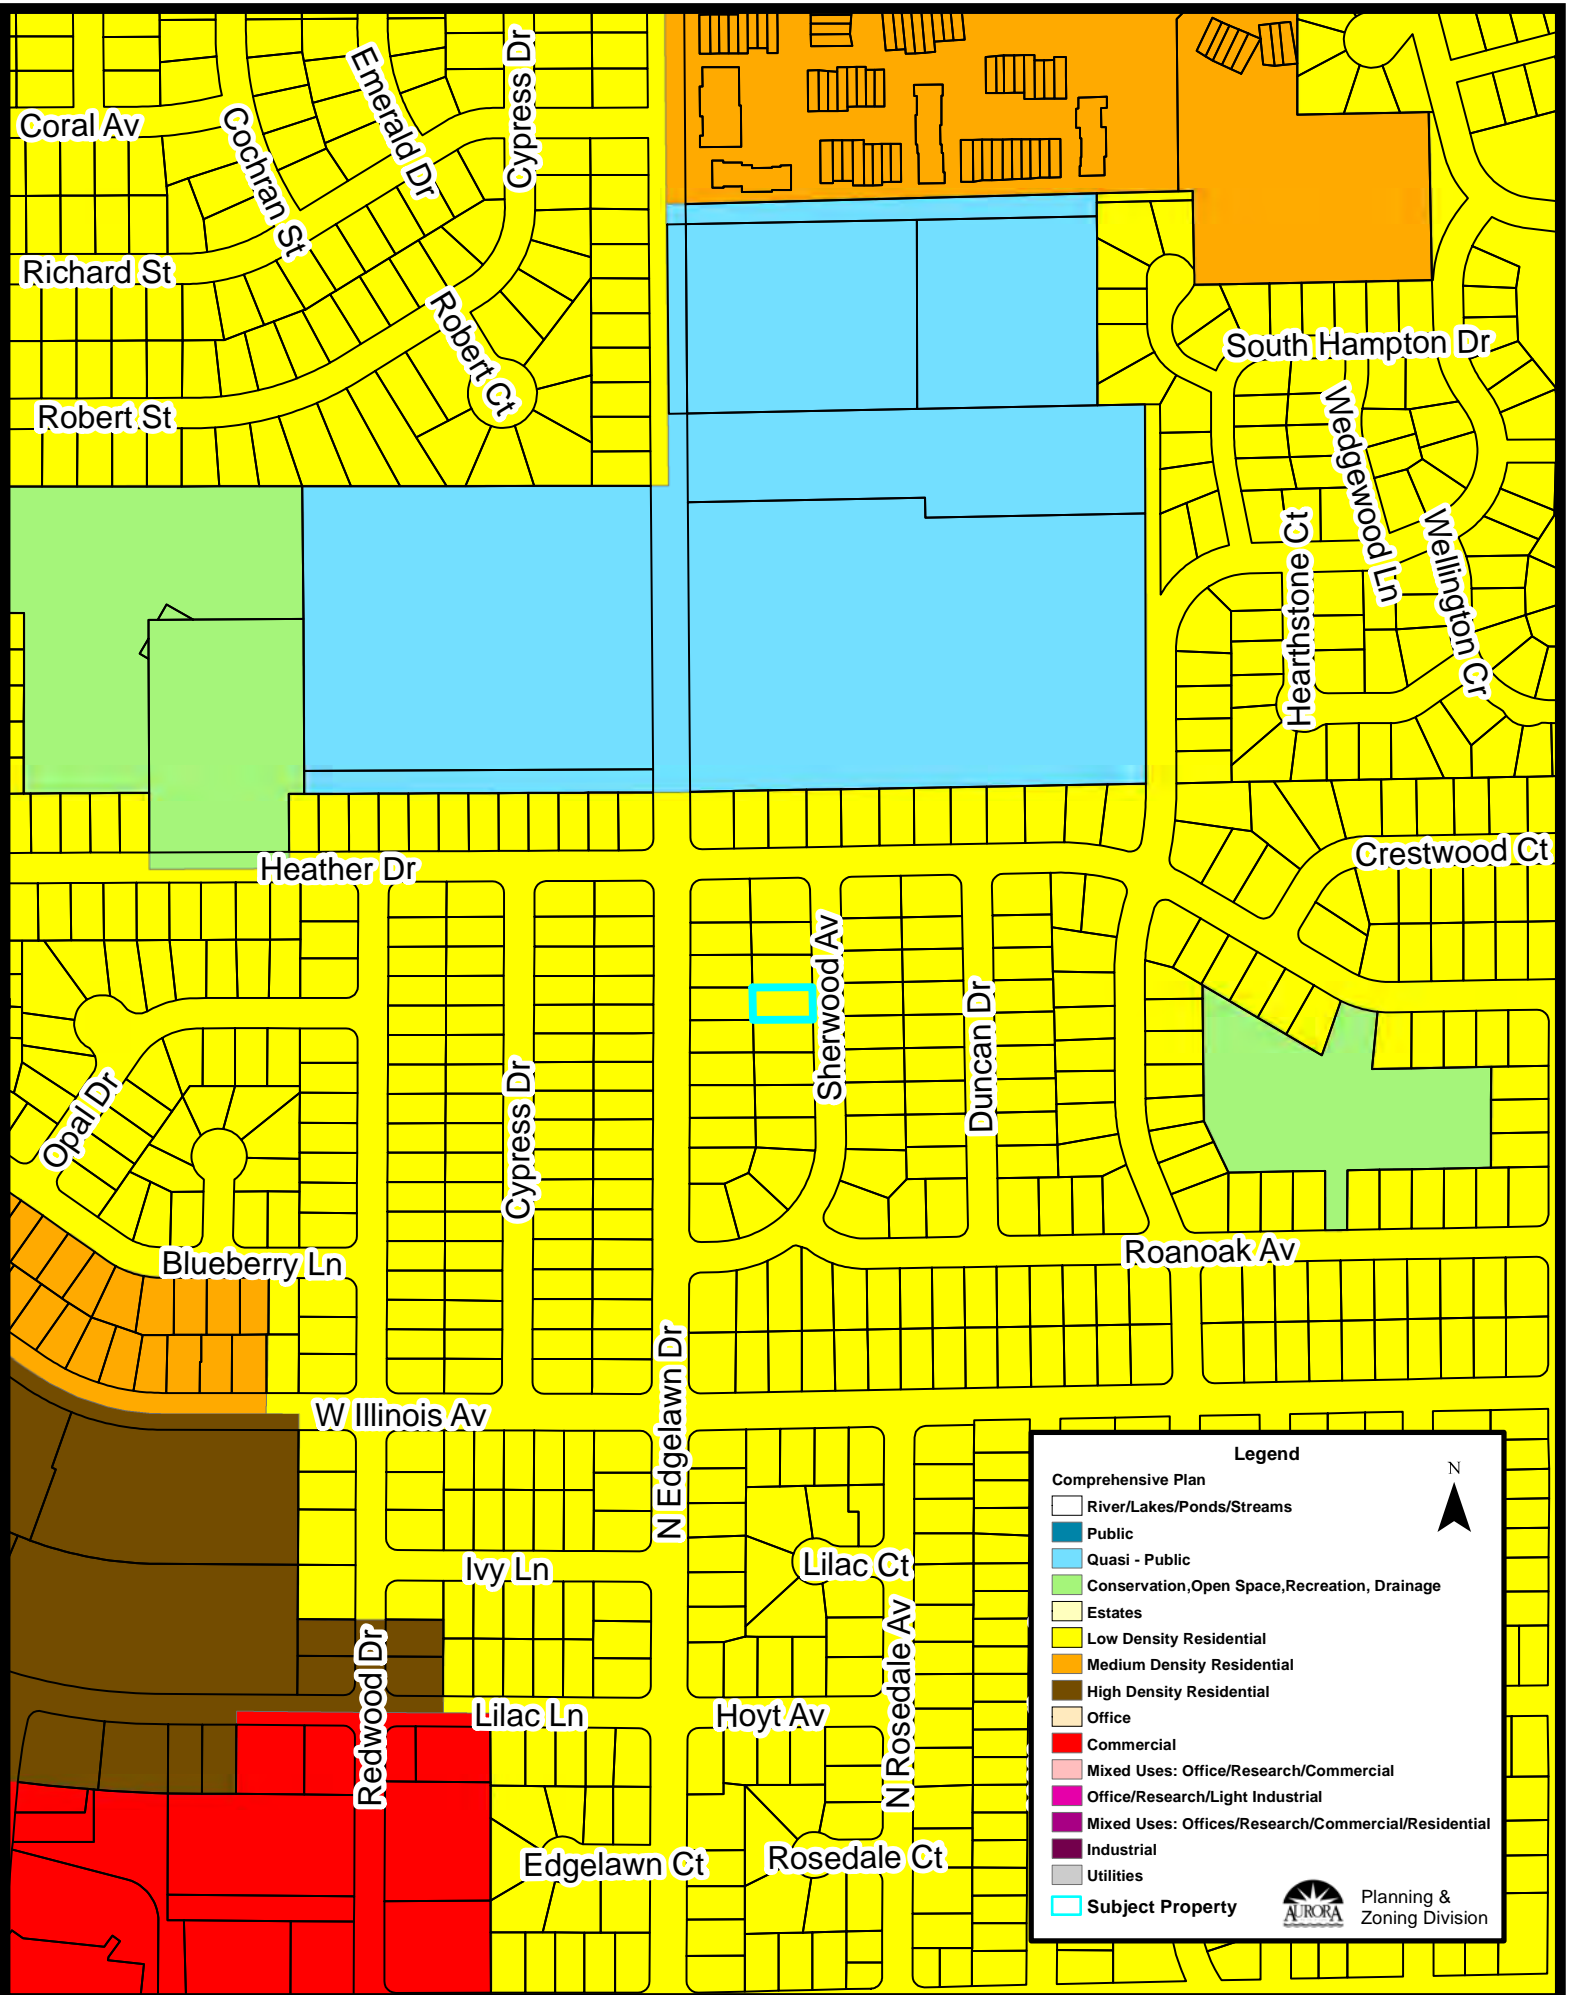 Cypress Dr
Emerald Dr
Coral Av
Cochran St
Richard St
Robert Ct
South Hampton Dr
Robert St
Wedgewood Ln
Hearthstone Ct
Wellington Cr
Heather Dr
Crestwood Ct
Sherwood Av
Duncan Dr
Opal Dr
Cypress Dr
Blueberry Ln
Roanoak Av
N Edgelawn Dr
W Illinois Av
Ivy Ln
Lilac Ct
N Rosedale Av
Redwood Dr
Lilac Ln
Hoyt Av
Edgelawn Ct
Rosedale Ct
Legend
N
Comprehensive Plan
River/Lakes/Ponds/Streams
Public
Quasi - Public
Conservation,Open Space,Recreation, Drainage
Estates
Low Density Residential
Medium Density Residential
High Density Residential
Office
Commercial
Mixed Uses: Office/Research/Commercial
Office/Research/Light Industrial
Mixed Uses: Offices/Research/Commercial/Residential
Industrial
Utilities
Subject Property
AURORA
Planning &
Zoning Division